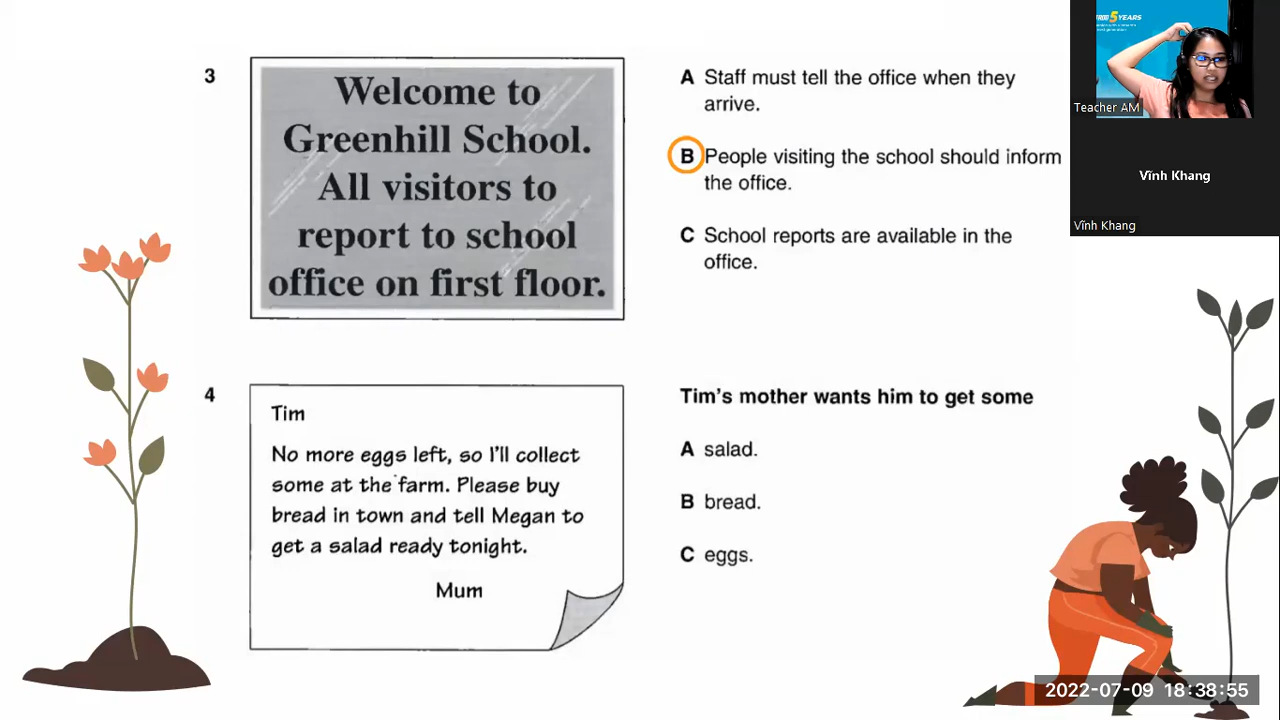 3
Welcome to
Greenhill School.
All visitors to
report to school
office on first floor.
A Staff must tell the office when they
arrive.
B People visiting the school should inform
the office.
C School reports are available in the
office.
4
Tim
No more eggs left, so I'll collect
some at the farm. Please buy
bread in town and tell Megan to
get a salad ready tonight.
Mum
Tim's mother wants him to get some
A salad.
B bread.
C eggs.
5 YEARS
Teacher AM
Vĩnh Khang
Vĩnh Khang
2022-07-09 18:38:55